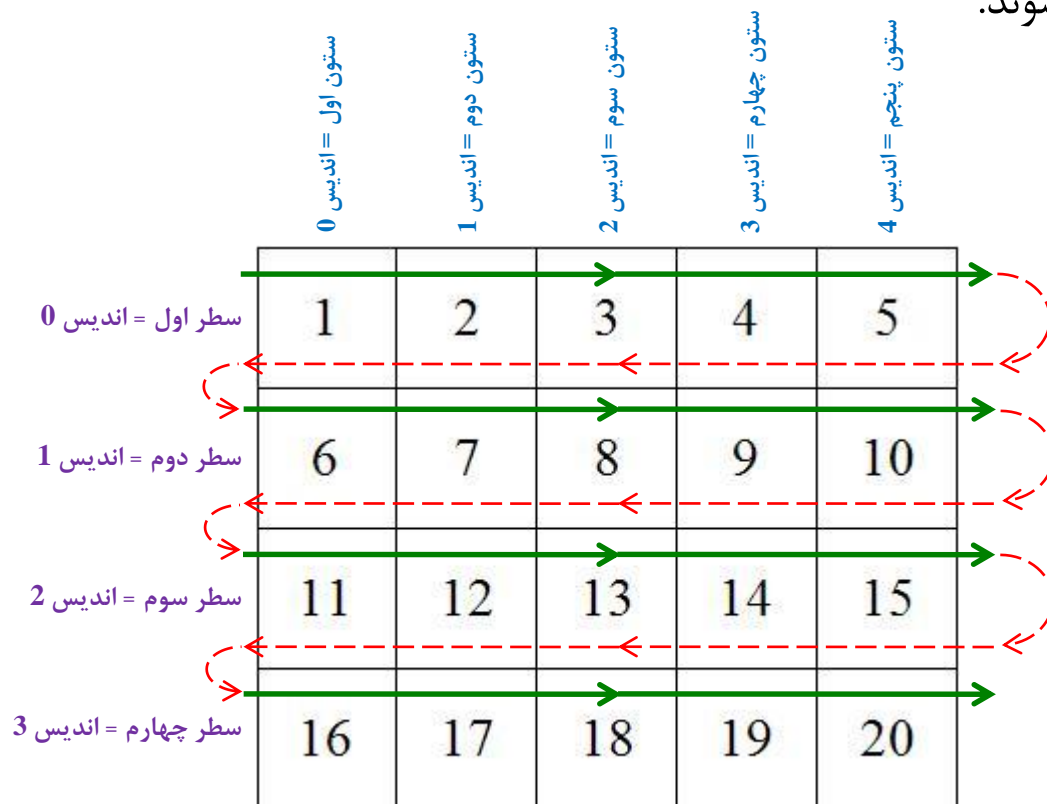 ستون اول = اندیس 0
ستون دوم = اندیس 1
ستون سوم = اندیس 2
ستون چهارم = اندیس 3
ستون پنجم = اندیس 4
سطر اول = اندیس 0
1 2 3 4 5
سطر دوم = اندیس 1
6 7 8 9 10
سطر سوم = اندیس 2
11 12 13 14 15
سطر چهارم = اندیس 3
16 17 18 19 20